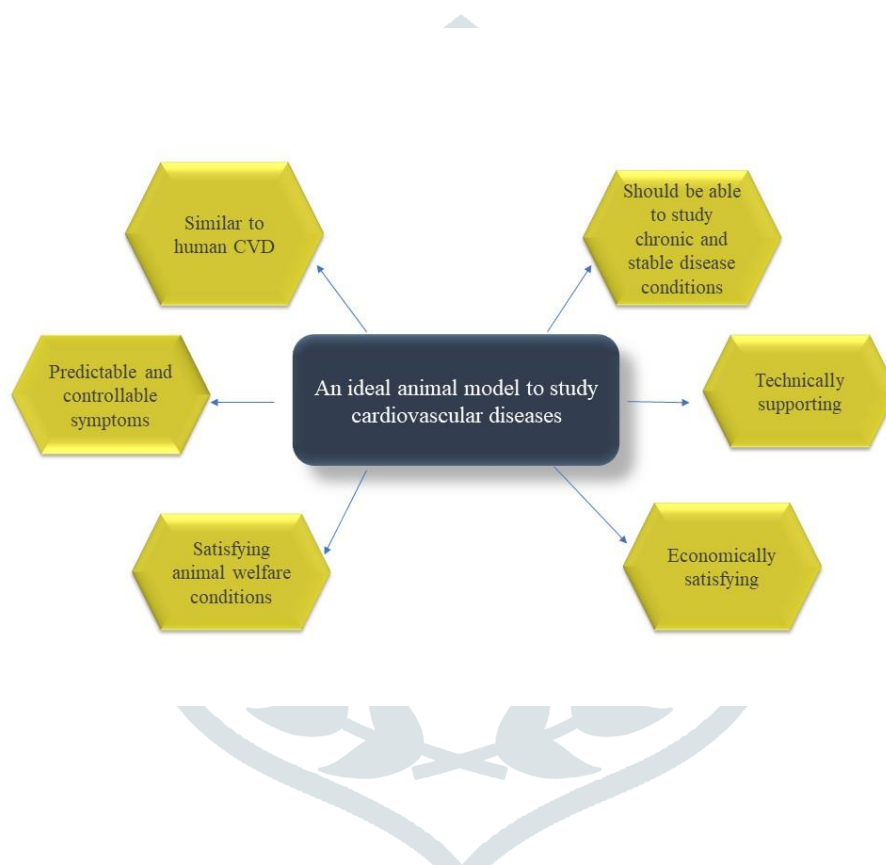 Similar to
human CVD
Should be able
to study
chronic and
stable disease
conditions
Predictable and
controllable
symptoms
An ideal animal model to study
cardiovascular diseases
Technically
supporting
Satisfying
animal welfare
conditions
Economically
satisfying